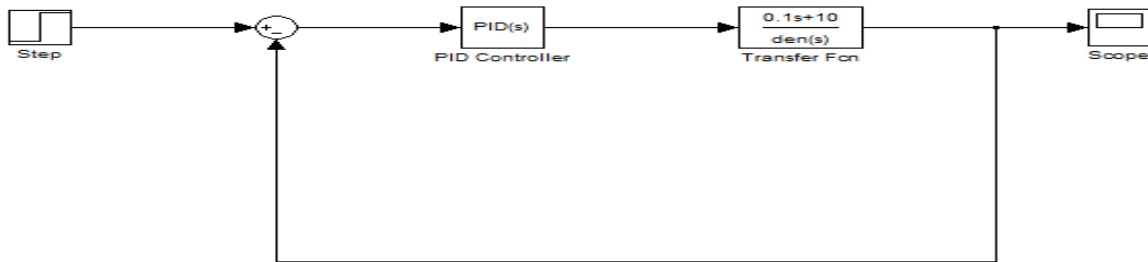 Step
+
−
PID(s)
PID Controller
0.1s+10
den(s)
Transfer Fcn
Scope